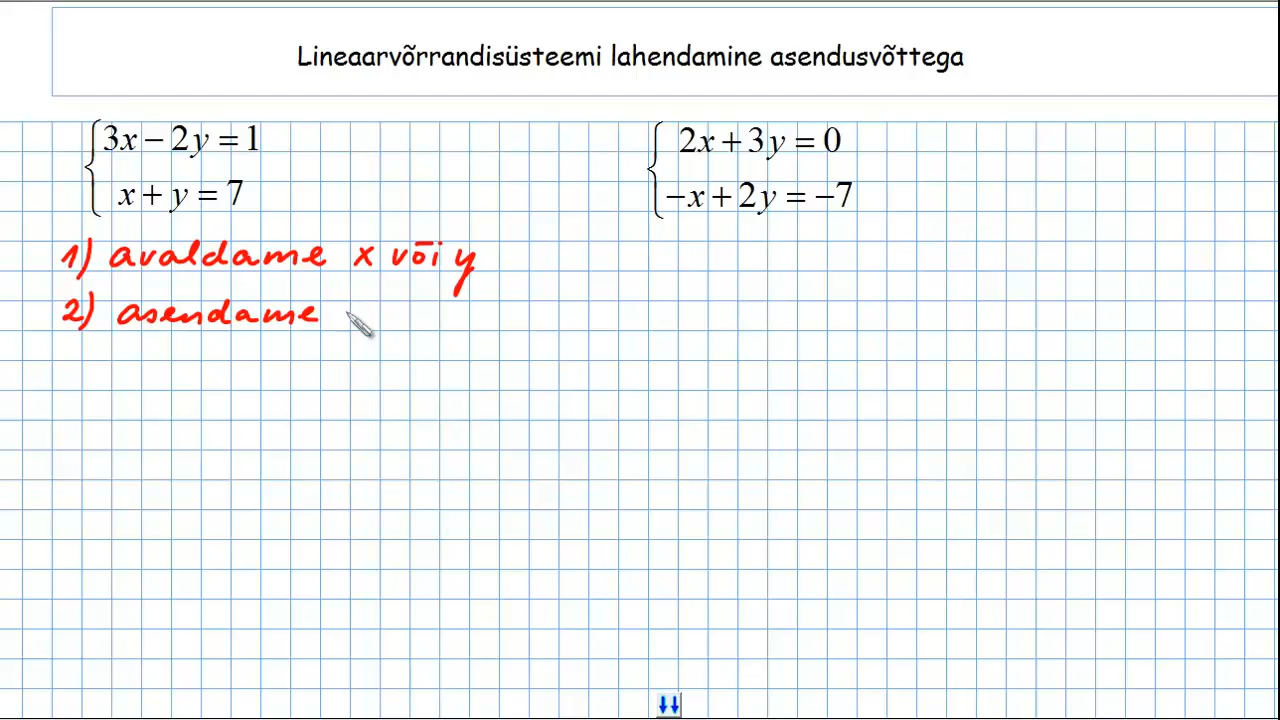 Lineaarvõrrandisüsteemi lahendamine asendusvõttega
3x − 2y = 1
x + y = 7
1) avaldame x või y
2) asendame
2x + 3y = 0
−x + 2y = −7